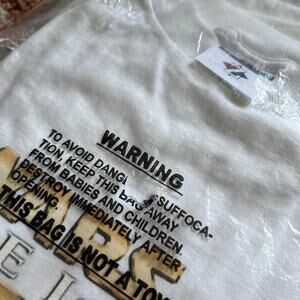 WARNING
TO AVOID DANGER OF SUFFOCA-
TION, KEEP THIS BAG AWAY
FROM BABIES AND CHILDREN.
DESTROY IMMEDIATELY AFTER
OPENING.
THIS BAG IS NOT A TOY
WARS
E I